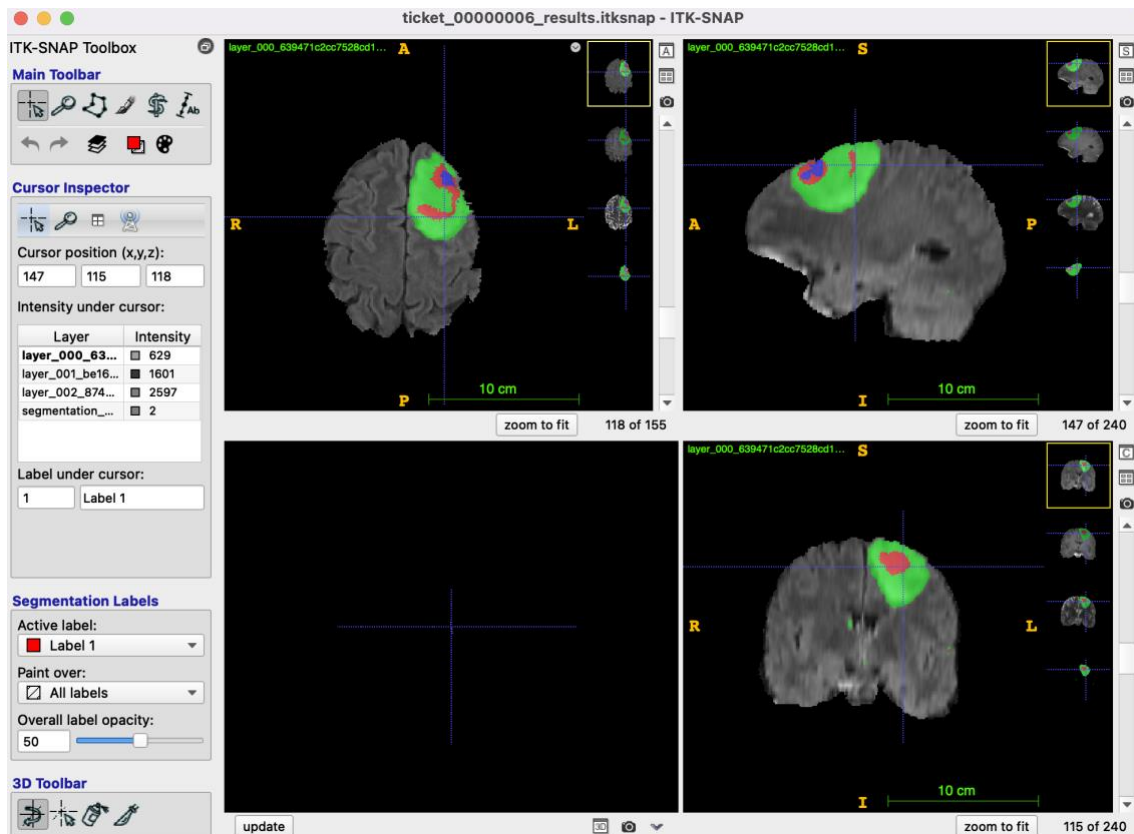 ticket_00000006_results.itksnap - ITK-SNAP
ITK-SNAP Toolbox
Main Toolbar
Ab
Cursor Inspector
Cursor position (x,y,z):
147 115 118
Intensity under cursor:
Layer Intensity
layer_000_63... 629
layer_001_be16... 1601
layer_002_874... 2597
segmentation_... 2
Label under cursor:
1 Label 1
Segmentation Labels
Active label:
Label 1
Paint over:
All labels
Overall label opacity:
50
3D Toolbar
layer_000_639471c2cc7528cd1...
A
R
L
P
10 cm
A
zoom to fit 118 of 155
layer_000_639471c2cc7528cd1...
S
A
P
I
10 cm
S
zoom to fit 147 of 240
update
3D
layer_000_639471c2cc7528cd1...
S
R
L
I
10 cm
C
zoom to fit 115 of 240